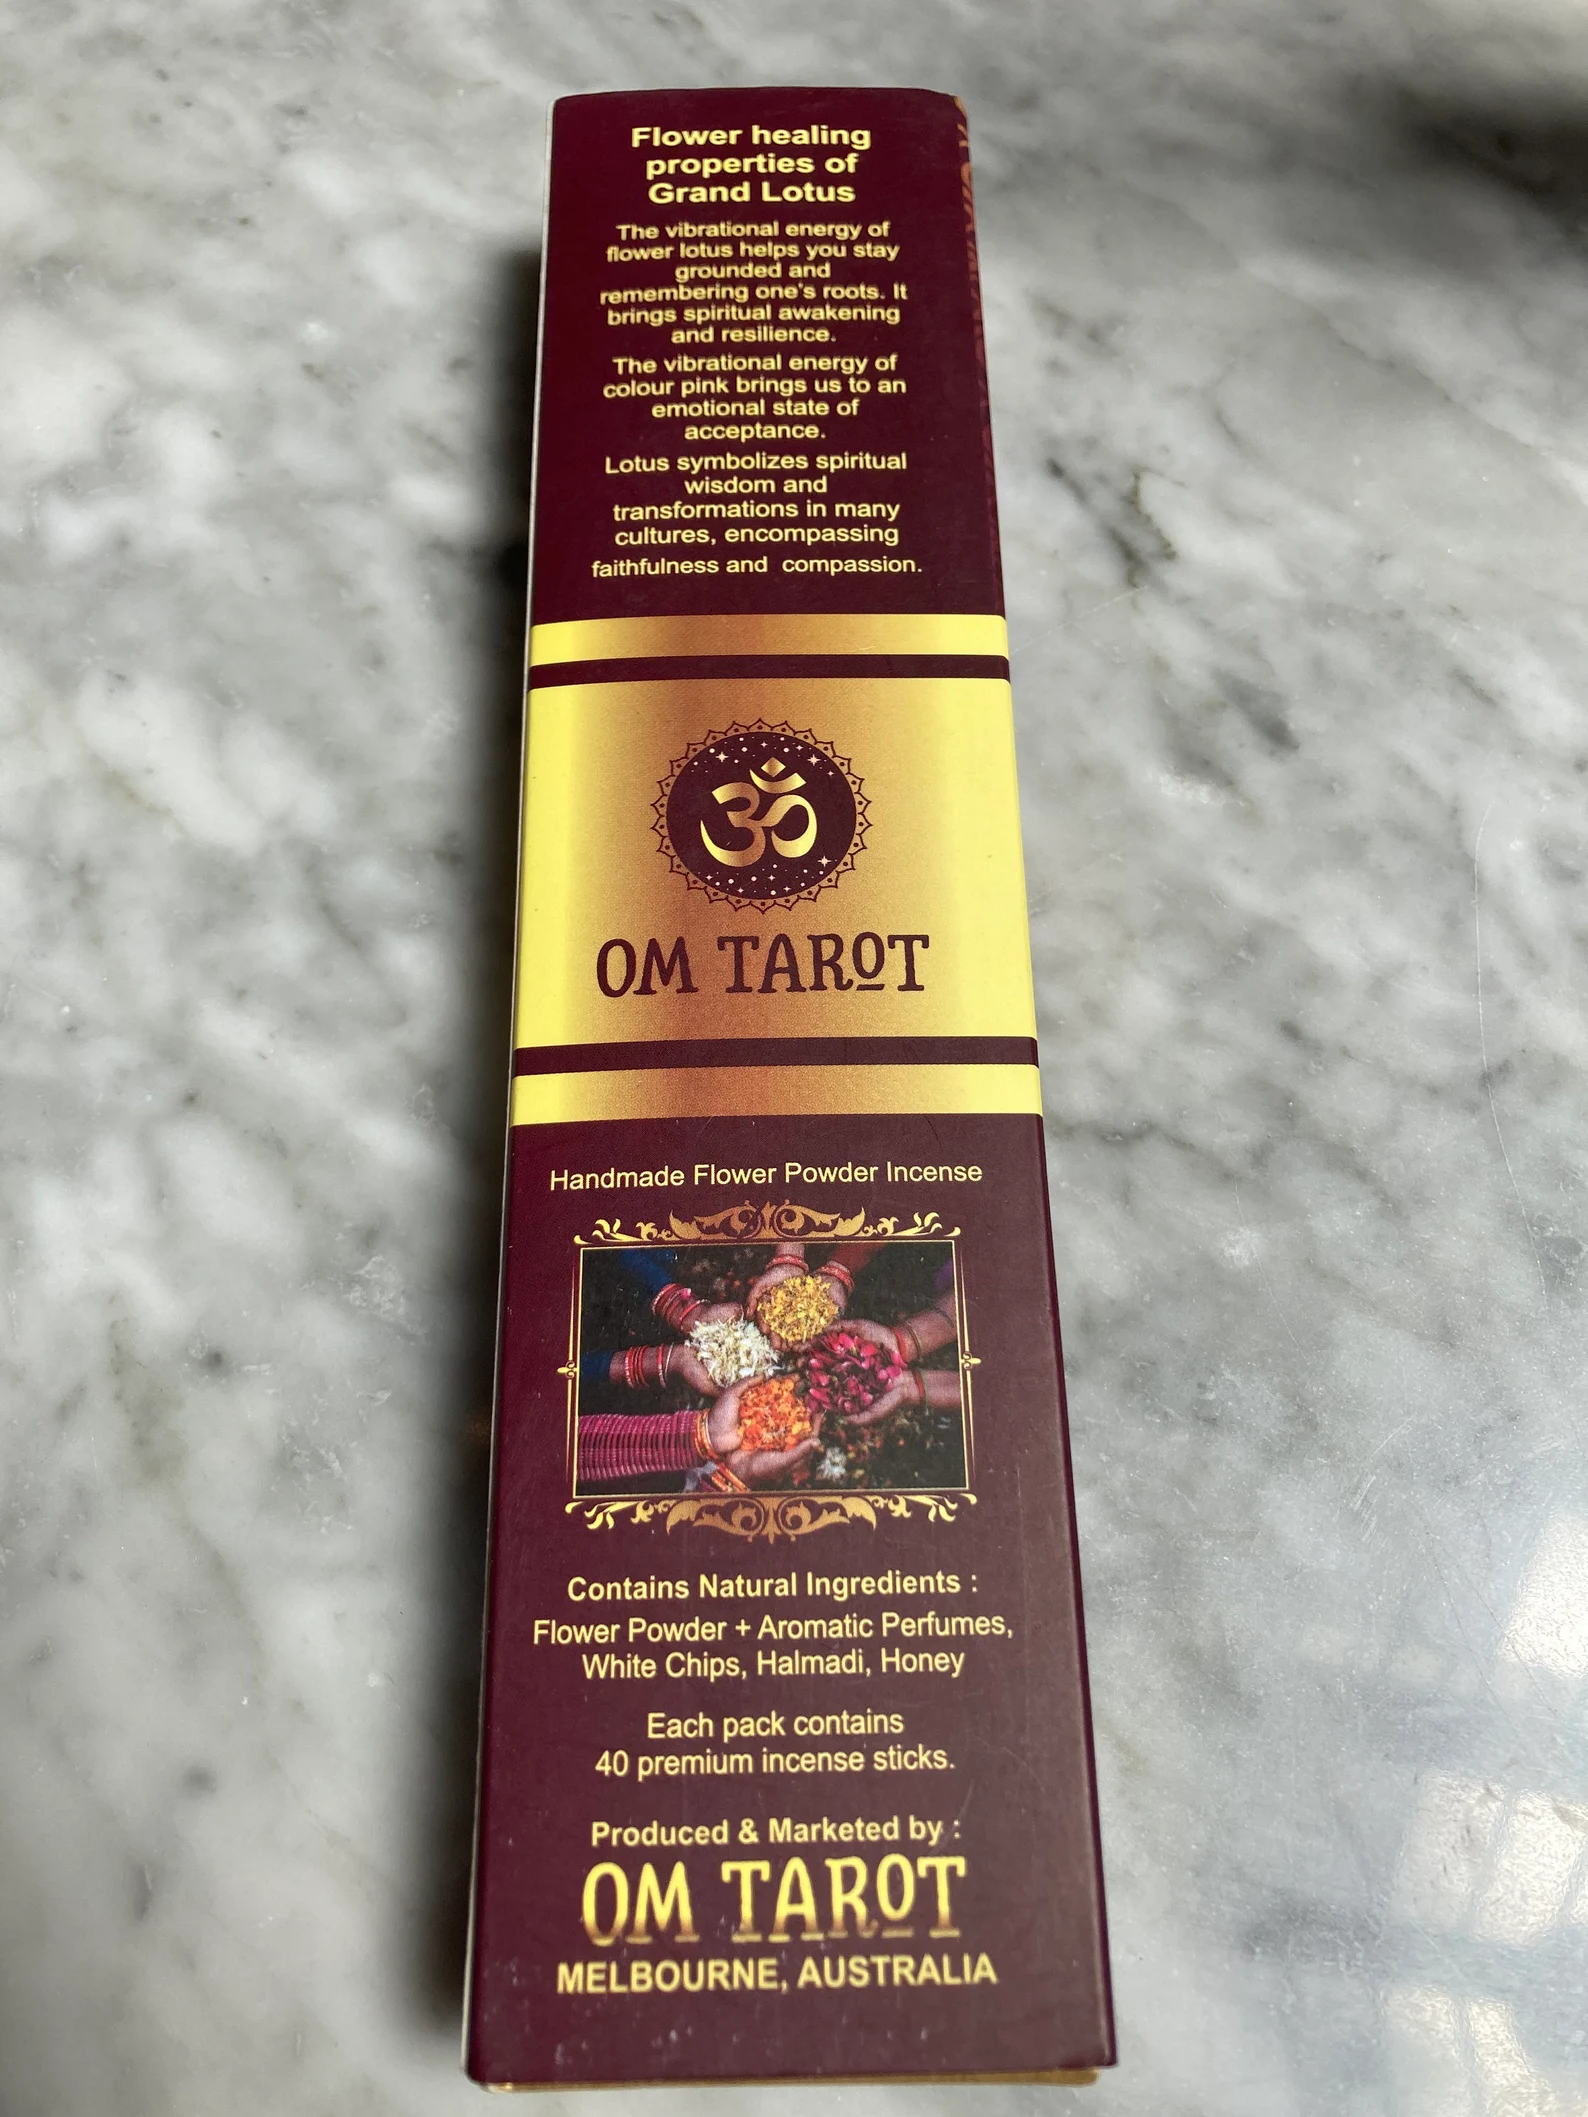 Flower healing
properties of
Grand Lotus
The vibrational energy of
flower lotus helps you stay
grounded and
remembering one's roots. It
brings spiritual awakening
and resilience.
The vibrational energy of
colour pink brings us to an
emotional state of
acceptance.
Lotus symbolizes spiritual
wisdom and
transformations in many
cultures, encompassing
faithfulness and compassion.
ॐ
OM TAROT
Handmade Flower Powder Incense
Contains Natural Ingredients :
Flower Powder + Aromatic Perfumes,
White Chips, Halmadi, Honey
Each pack contains
40 premium incense sticks.
Produced & Marketed by :
OM TAROT
MELBOURNE, AUSTRALIA